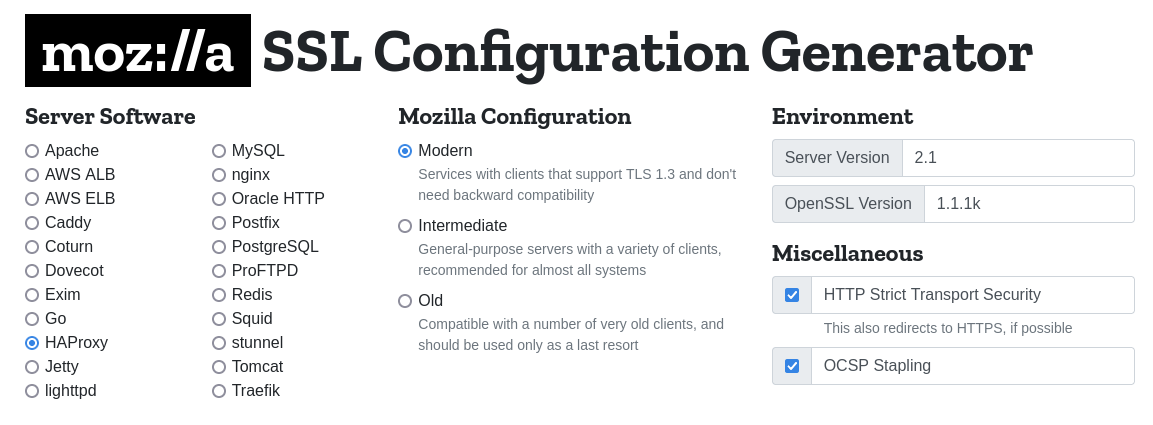 moz://a SSL Configuration Generator
Server Software
Apache
AWS ALB
AWS ELB
Caddy
Coturn
Dovecot
Exim
Go
HAProxy
Jetty
lighttpd
MySQL
nginx
Oracle HTTP
Postfix
PostgreSQL
ProFTPD
Redis
Squid
stunnel
Tomcat
Traefik
Mozilla Configuration
Modern
Services with clients that support TLS 1.3 and don't
need backward compatibility
Intermediate
General-purpose servers with a variety of clients,
recommended for almost all systems
Old
Compatible with a number of very old clients, and
should be used only as a last resort
Environment
Server Version 2.1
OpenSSL Version 1.1.1k
Miscellaneous
HTTP Strict Transport Security
This also redirects to HTTPS, if possible
OCSP Stapling